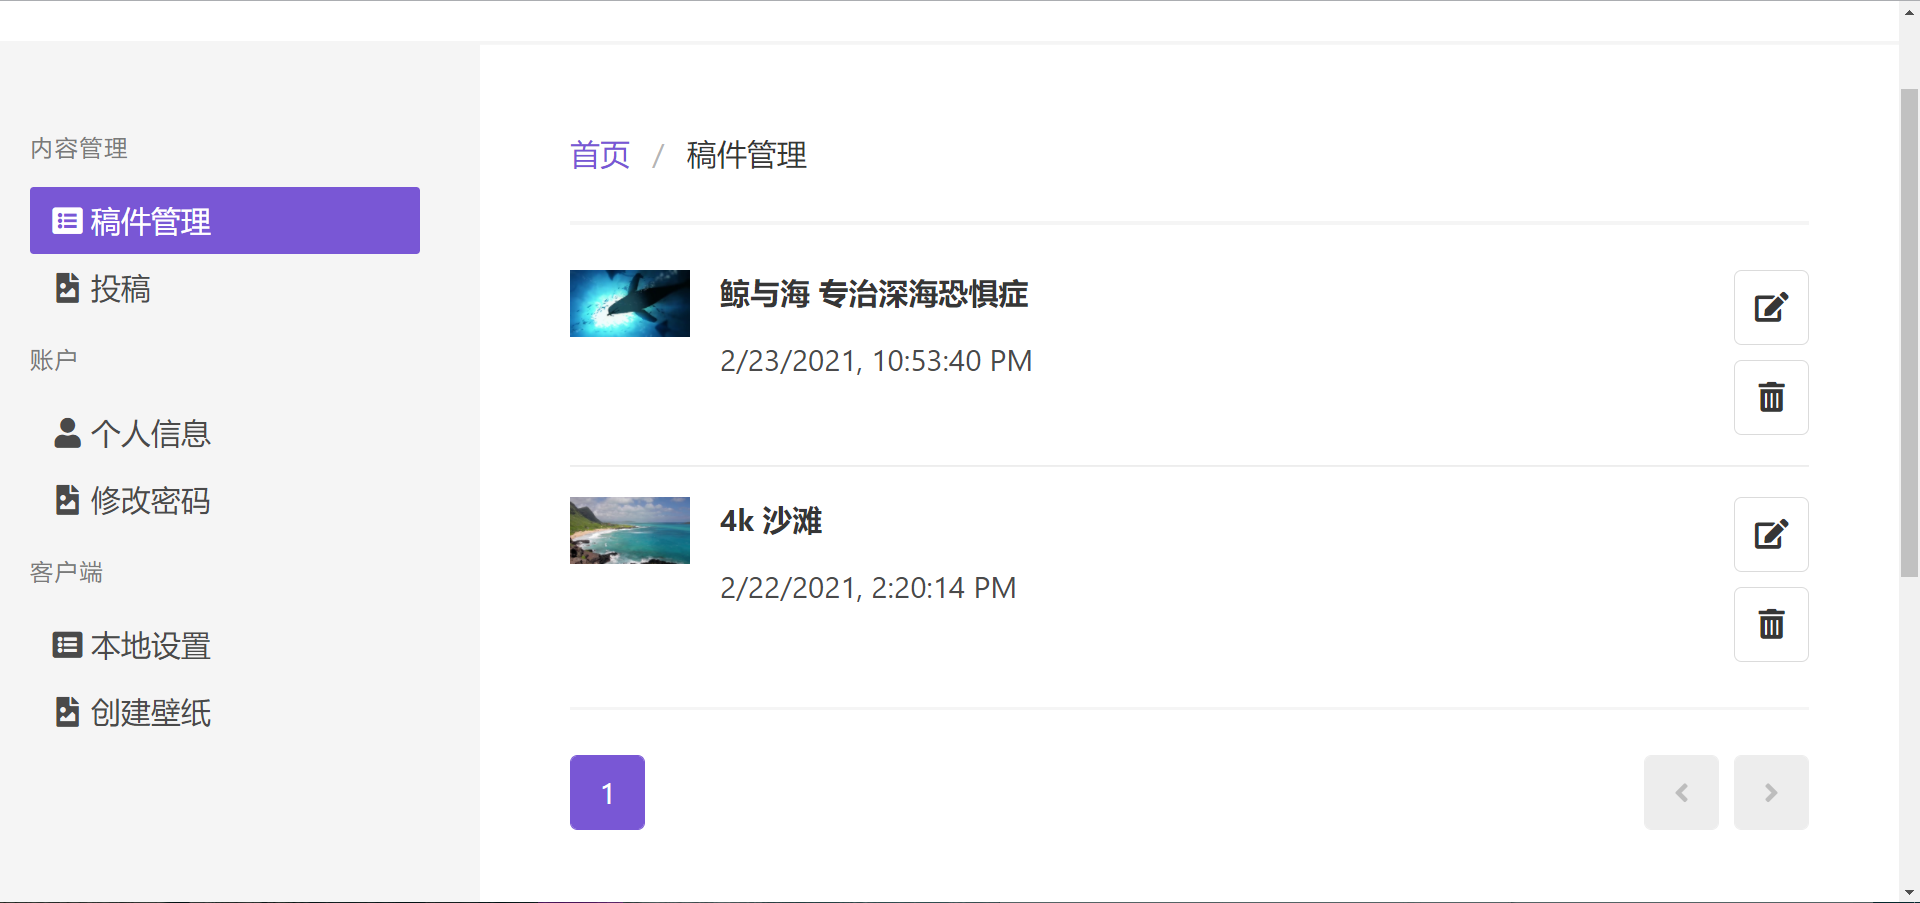 内容管理
稿件管理
投稿
账户
个人信息
修改密码
客户端
本地设置
创建壁纸
首页 / 稿件管理
鲸与海 专治深海恐惧症
2/23/2021, 10:53:40 PM
4k 沙滩
2/22/2021, 2:20:14 PM
1